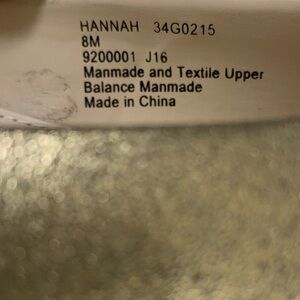 HANNAH 34G0215
8M
9200001 J16
Manmade and Textile Upper
Balance Manmade
Made in China